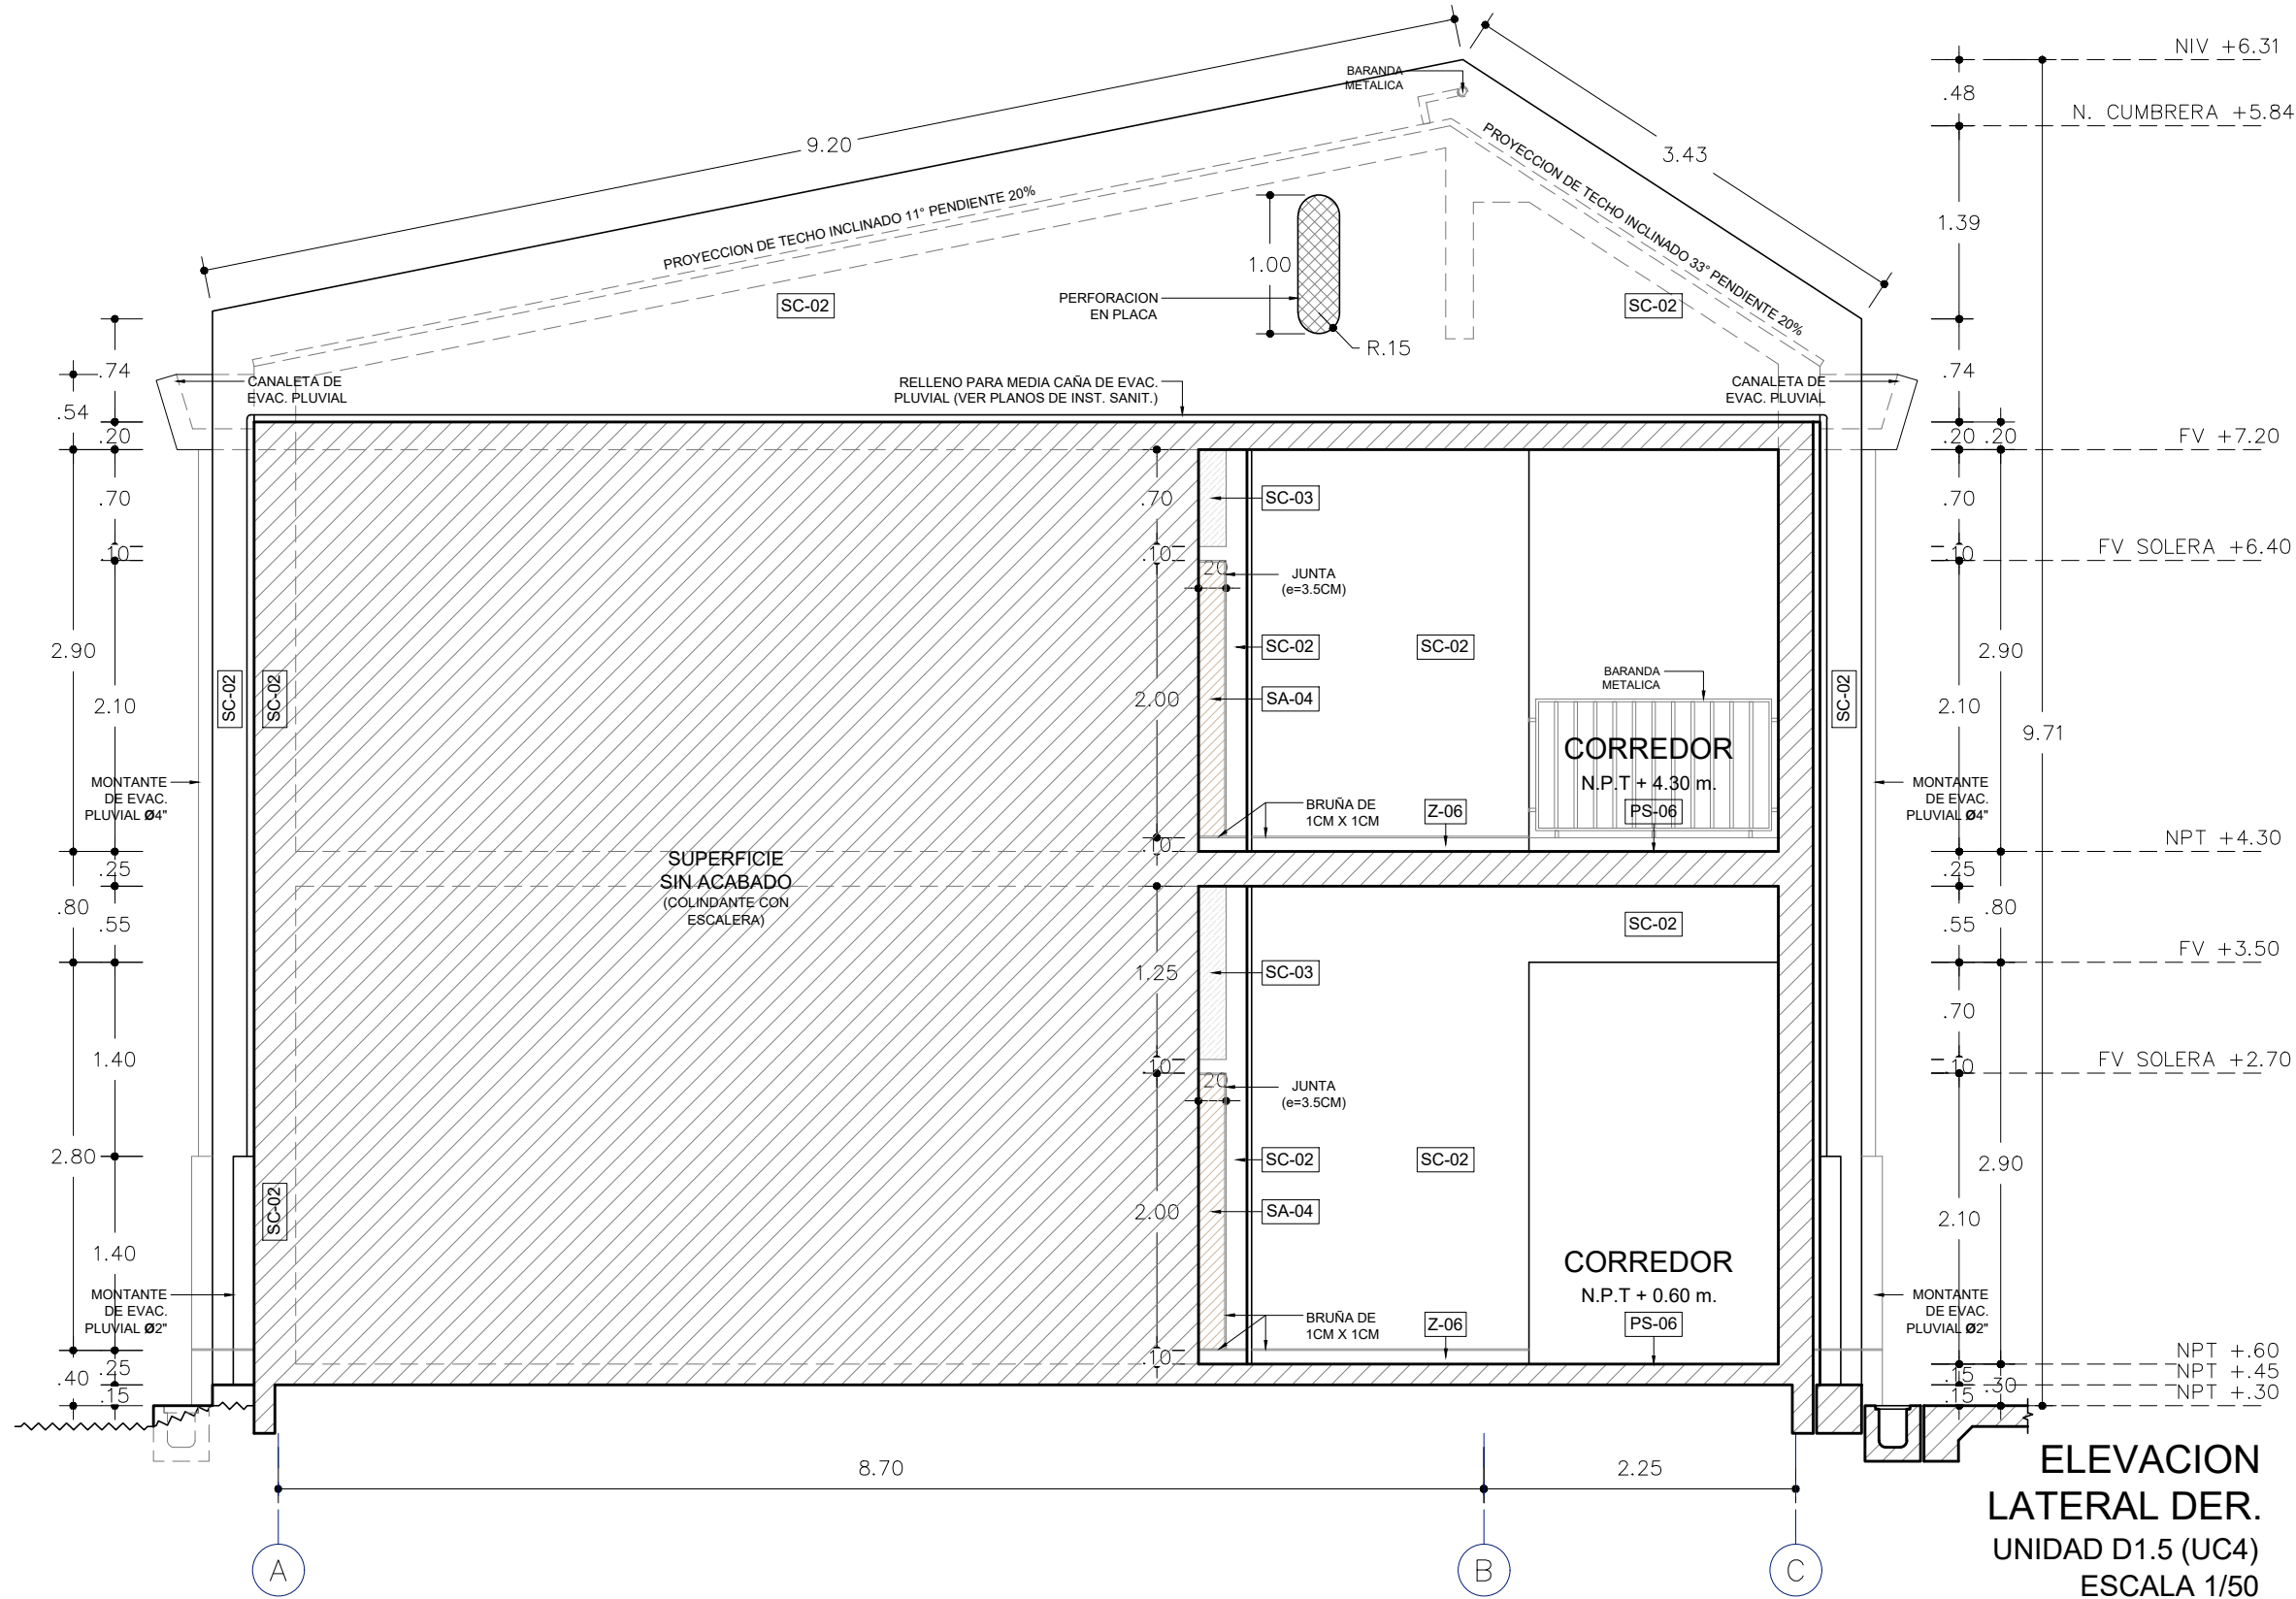 NIV +6.31
.48
N. CUMBRERA +5.84
BARANDA
METALICA
9.20
3.43
PROYECCION DE TECHO INCLINADO 11° PENDIENTE 20%
PROYECCION DE TECHO INCLINADO 33° PENDIENTE 20%
1.39
1.00
SC-02
PERFORACION
EN PLACA
SC-02
R.15
.74
.54
.20
CANALETA DE
EVAC. PLUVIAL
RELLENO PARA MEDIA CAÑA DE EVAC.
PLUVIAL (VER PLANOS DE INST. SANIT.)
CANALETA DE
EVAC. PLUVIAL
.74
.20
.20
FV +7.20
.70
.10
.70
SC-03
.70
.10
.10
FV SOLERA +6.40
20
JUNTA
(e=3.5CM)
2.90
2.10
SC-02
SC-02
2.00
SC-02
SC-02
SA-04
BARANDA
METALICA
SC-02
2.10
2.90
9.71
CORREDOR
N.P.T + 4.30 m.
MONTANTE
DE EVAC.
PLUVIAL Ø4"
BRUÑA DE
1CM X 1CM
Z-06
PS-06
MONTANTE
DE EVAC.
PLUVIAL Ø4"
.10
NPT +4.30
SUPERFICIE
SIN ACABADO
(COLINDANTE CON
ESCALERA)
.25
.80
.55
.25
.80
.55
SC-02
FV +3.50
1.25
SC-03
.70
1.40
.10
.10
FV SOLERA +2.70
20
JUNTA
(e=3.5CM)
2.80
SC-02
SC-02
2.90
SC-02
2.00
SA-04
2.10
1.40
CORREDOR
N.P.T + 0.60 m.
MONTANTE
DE EVAC.
PLUVIAL Ø2"
BRUÑA DE
1CM X 1CM
Z-06
PS-06
MONTANTE
DE EVAC.
PLUVIAL Ø2"
.10
.25
.40
.15
.15
.30
.15
NPT +.60
NPT +.45
NPT +.30
8.70
2.25
A
B
C
ELEVACION
LATERAL DER.
UNIDAD D1.5 (UC4)
ESCALA 1/50